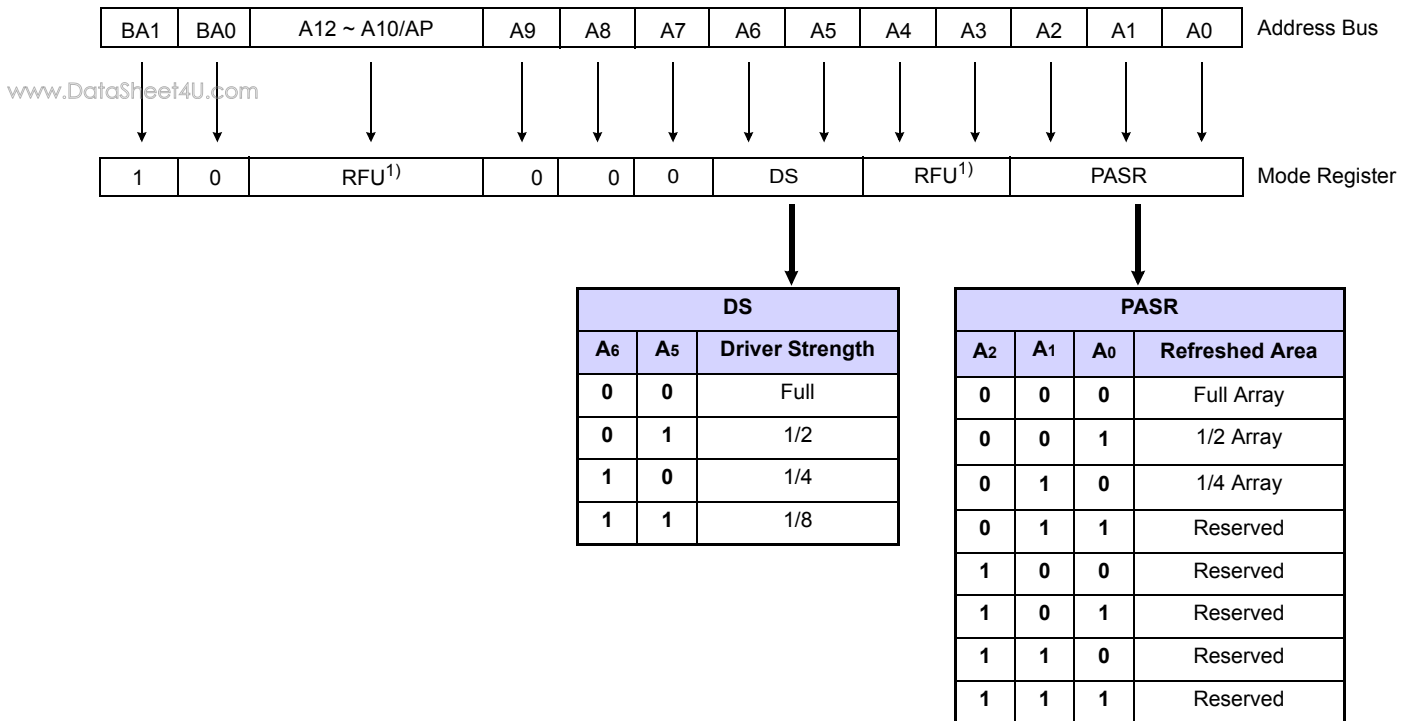 BA1 BA0 A12 ~ A10/AP A9 A8 A7 A6 A5 A4 A3 A2 A1 A0 Address Bus
www.DataSheet4U.com
1 0 RFU1) 0 0 0 DS RFU1) PASR Mode Register
DS
A6 A5 Driver Strength
0 0 Full
0 1 1/2
1 0 1/4
1 1 1/8
PASR
A2 A1 A0 Refreshed Area
0 0 0 Full Array
0 0 1 1/2 Array
0 1 0 1/4 Array
0 1 1 Reserved
1 0 0 Reserved
1 0 1 Reserved
1 1 0 Reserved
1 1 1 Reserved